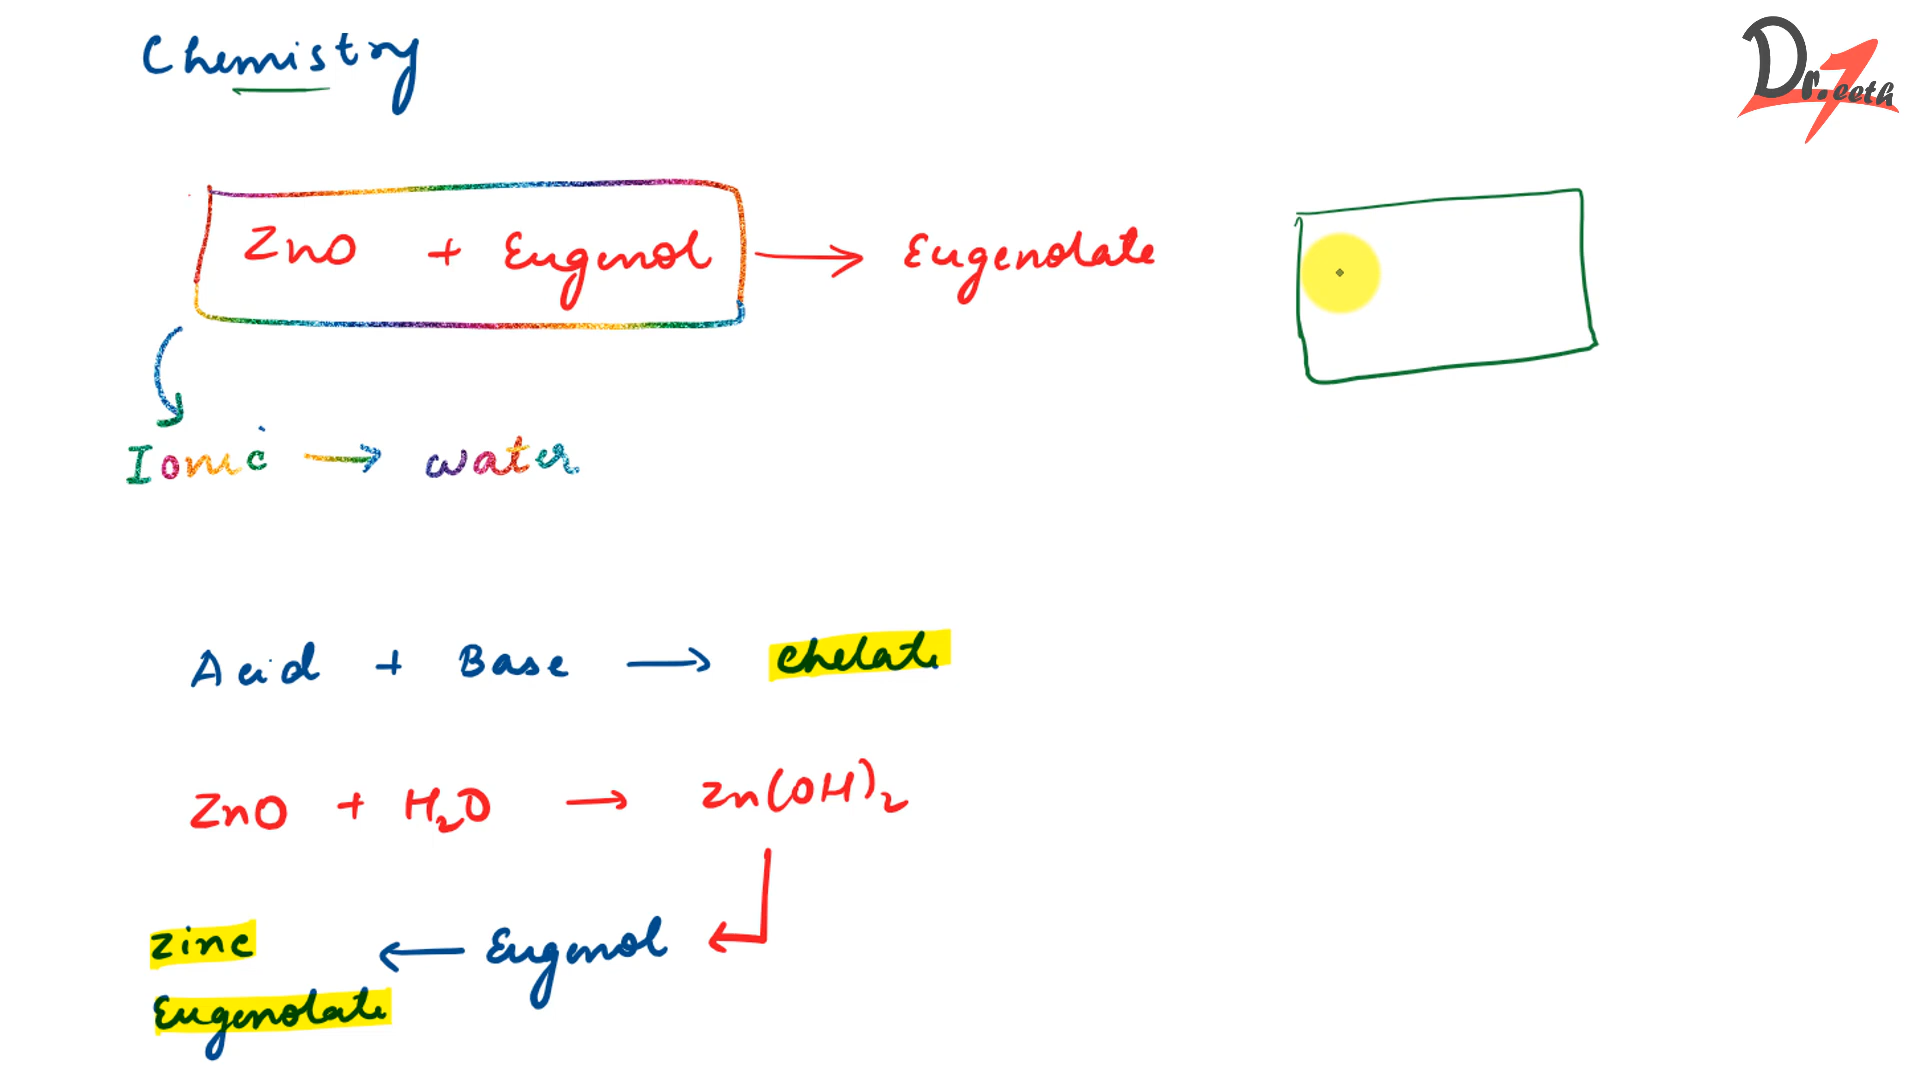 Chemistry
Dr.Teeth
ZnO + Eugenol → Eugenolate
Ionic → water
Acid + Base → chelate
ZnO + H₂O → Zn(OH)₂
zinc ← Eugenol ←
Eugenolate